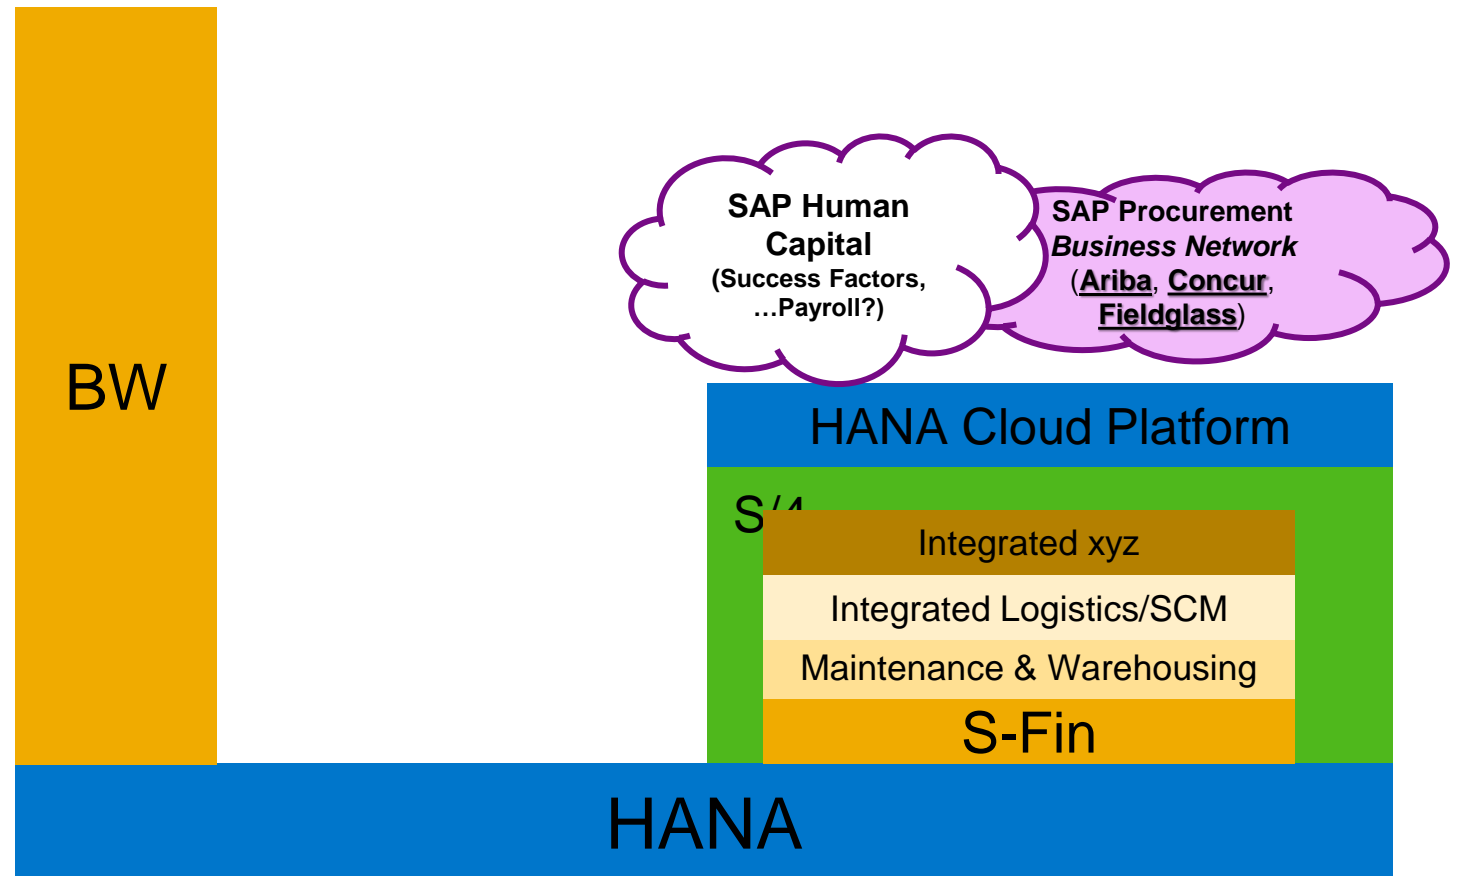 SAP Human
Capital
(Success Factors,
…Payroll?)
SAP Procurement
Business Network
(Ariba, Concur,
Fieldglass)
BW
HANA Cloud Platform
S/4
Integrated xyz
Integrated Logistics/SCM
Maintenance & Warehousing
S-Fin
HANA